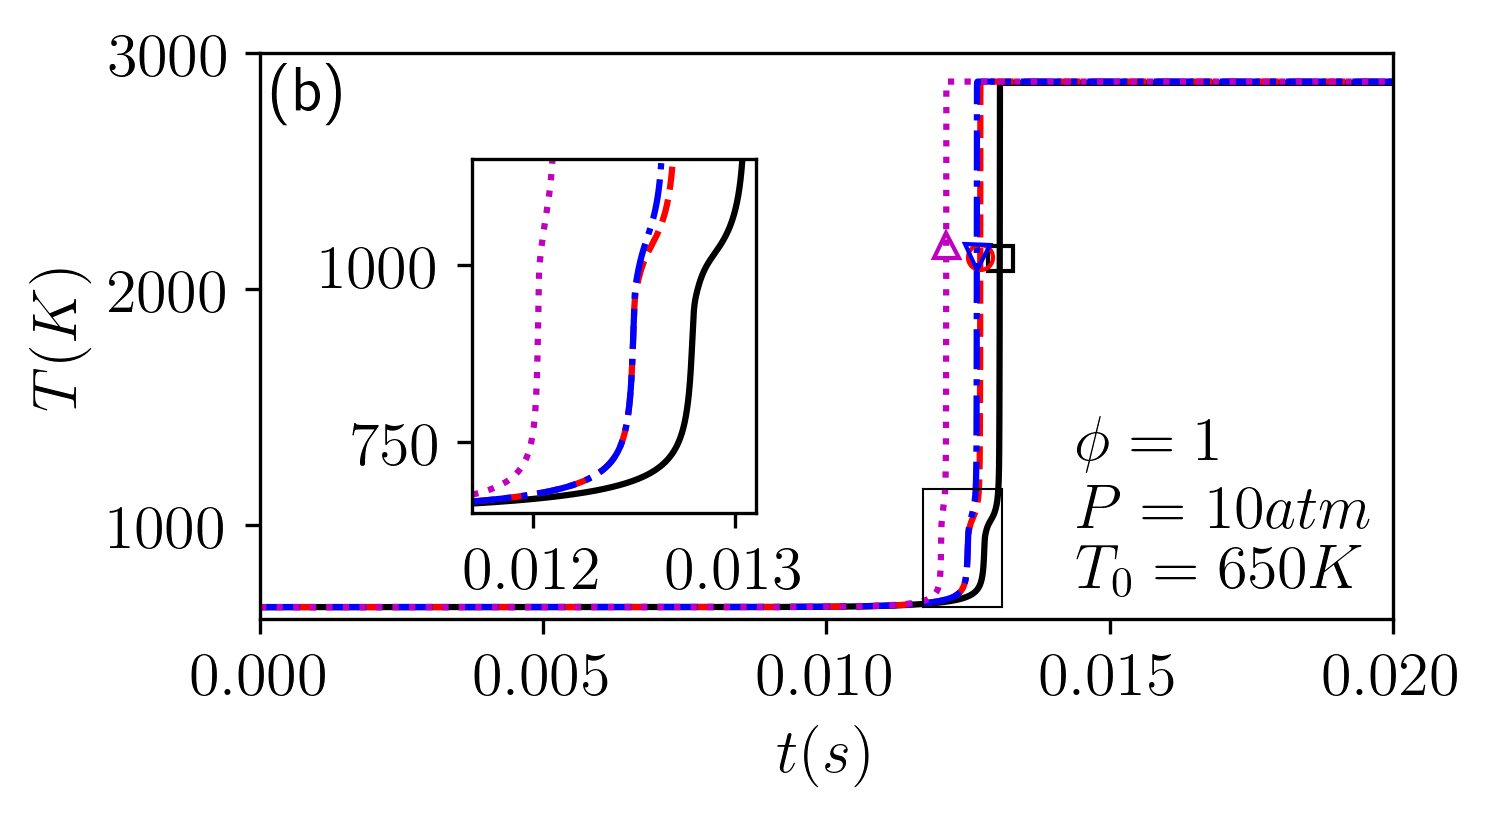 3000
(b)
2000
1000
T(K)
1000
750
0.012 0.013
ϕ = 1
P = 10atm
T₀ = 650K
0.000 0.005 0.010 0.015 0.020
t(s)